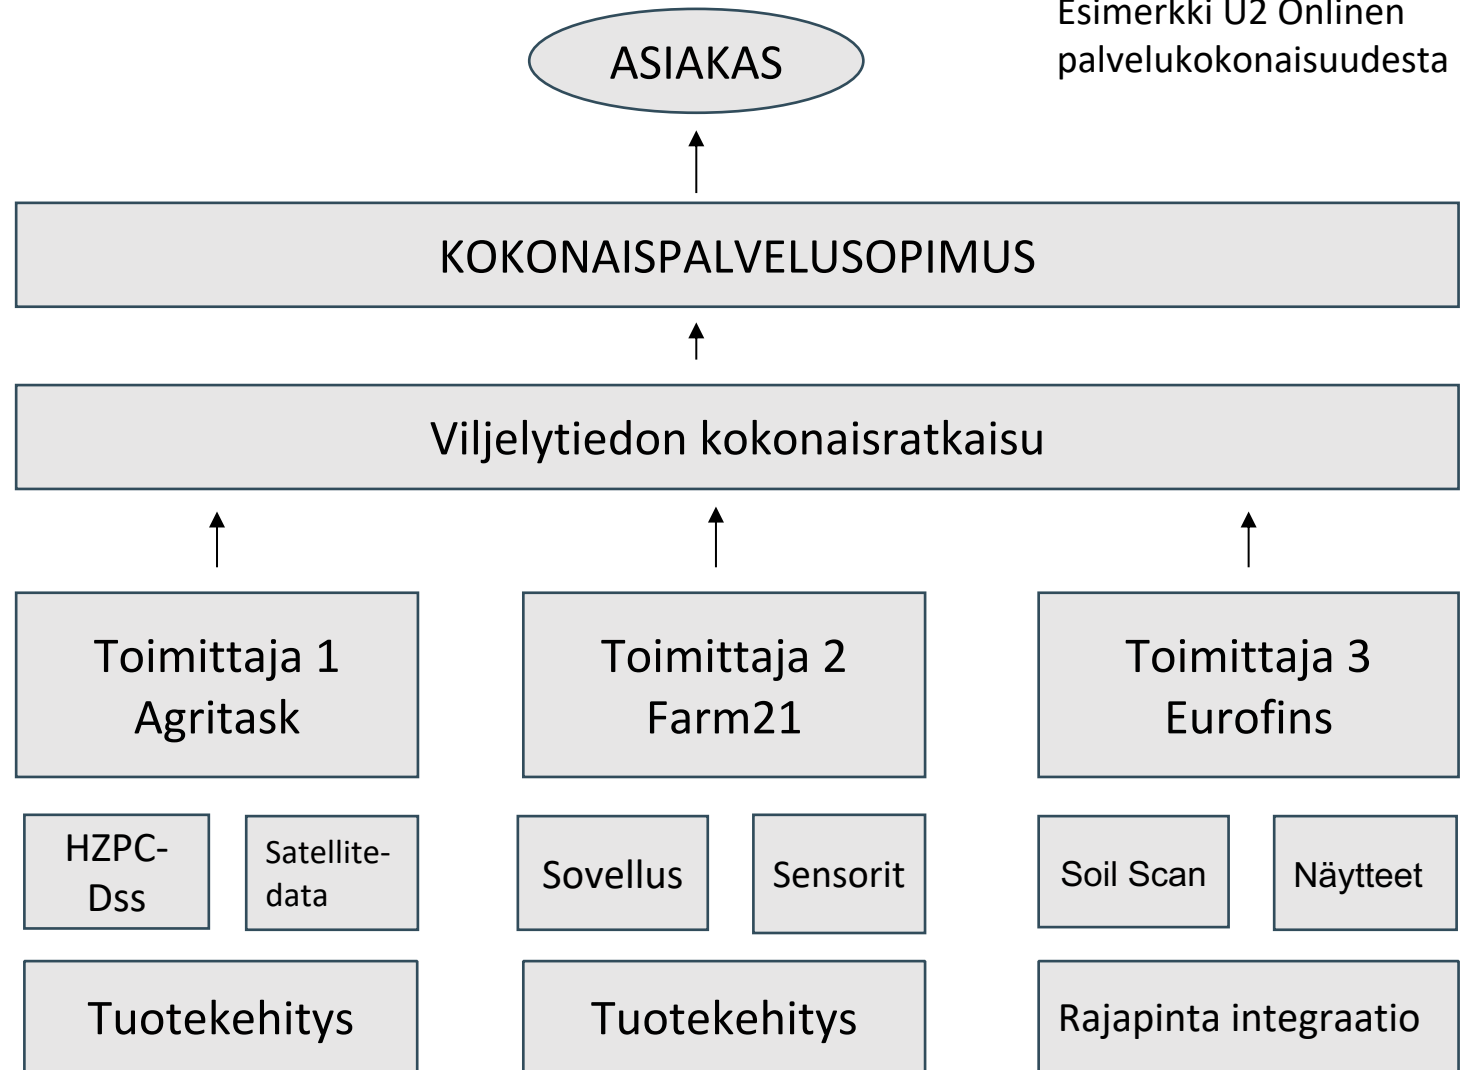 Esimerkki U2 Onlinen
palvelukokonaisuudesta
ASIAKAS
KOKONAISPALVELUSOPIMUS
Viljelytiedon kokonaisratkaisu
Toimittaja 1
Agritask
Toimittaja 2
Farm21
Toimittaja 3
Eurofins
HZPC-
Dss
Satellite-
data
Sovellus
Sensorit
Soil Scan
Näytteet
Tuotekehitys
Tuotekehitys
Rajapinta integraatio